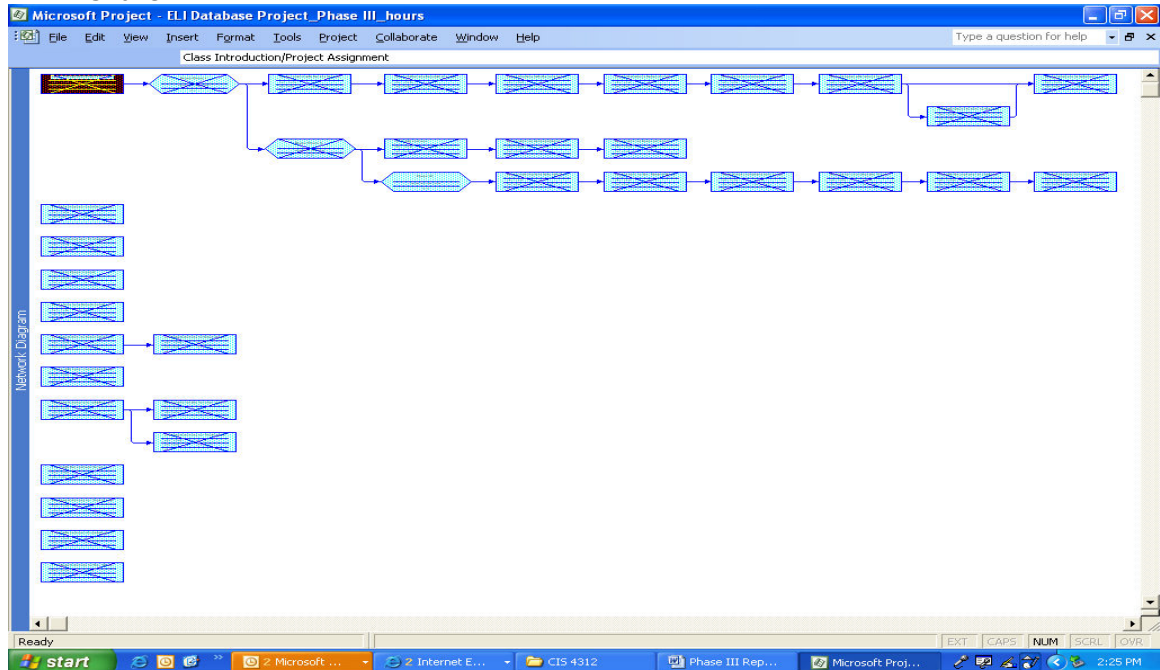 Microsoft Project - ELI Database Project_Phase III_hours
File Edit View Insert Format Tools Project Collaborate Window Help Type a question for help
Class Introduction/Project Assignment
Network Diagram
Ready EXT CAPS NUM SCRL OVR
start 2 Microsoft ... 2 Internet E... CIS 4312 Phase III Rep... Microsoft Proj... 2:25 PM